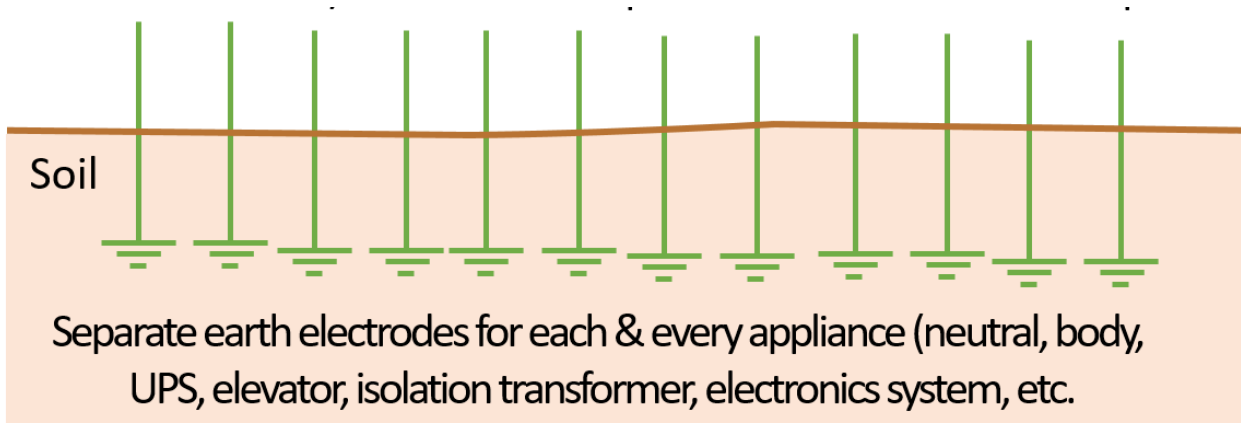 Soil
Separate earth electrodes for each & every appliance (neutral, body,
UPS, elevator, isolation transformer, electronics system, etc.